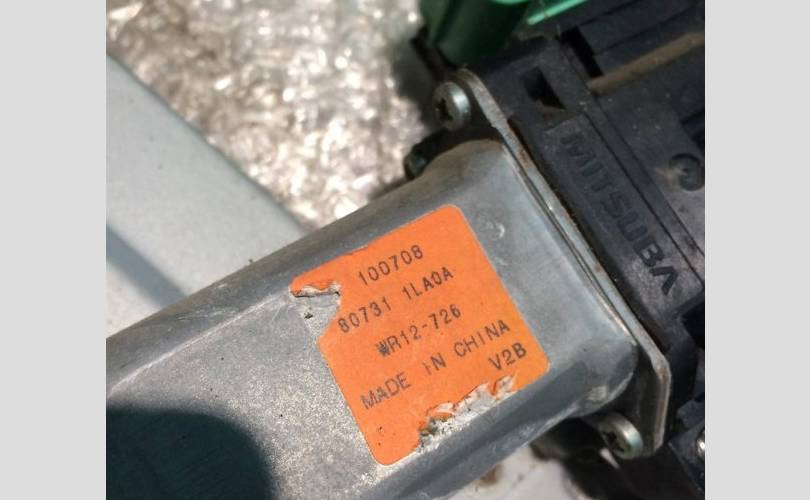 100708
80731 1LA0A
WR12-726
MADE IN CHINA
V2B
MITSUBA